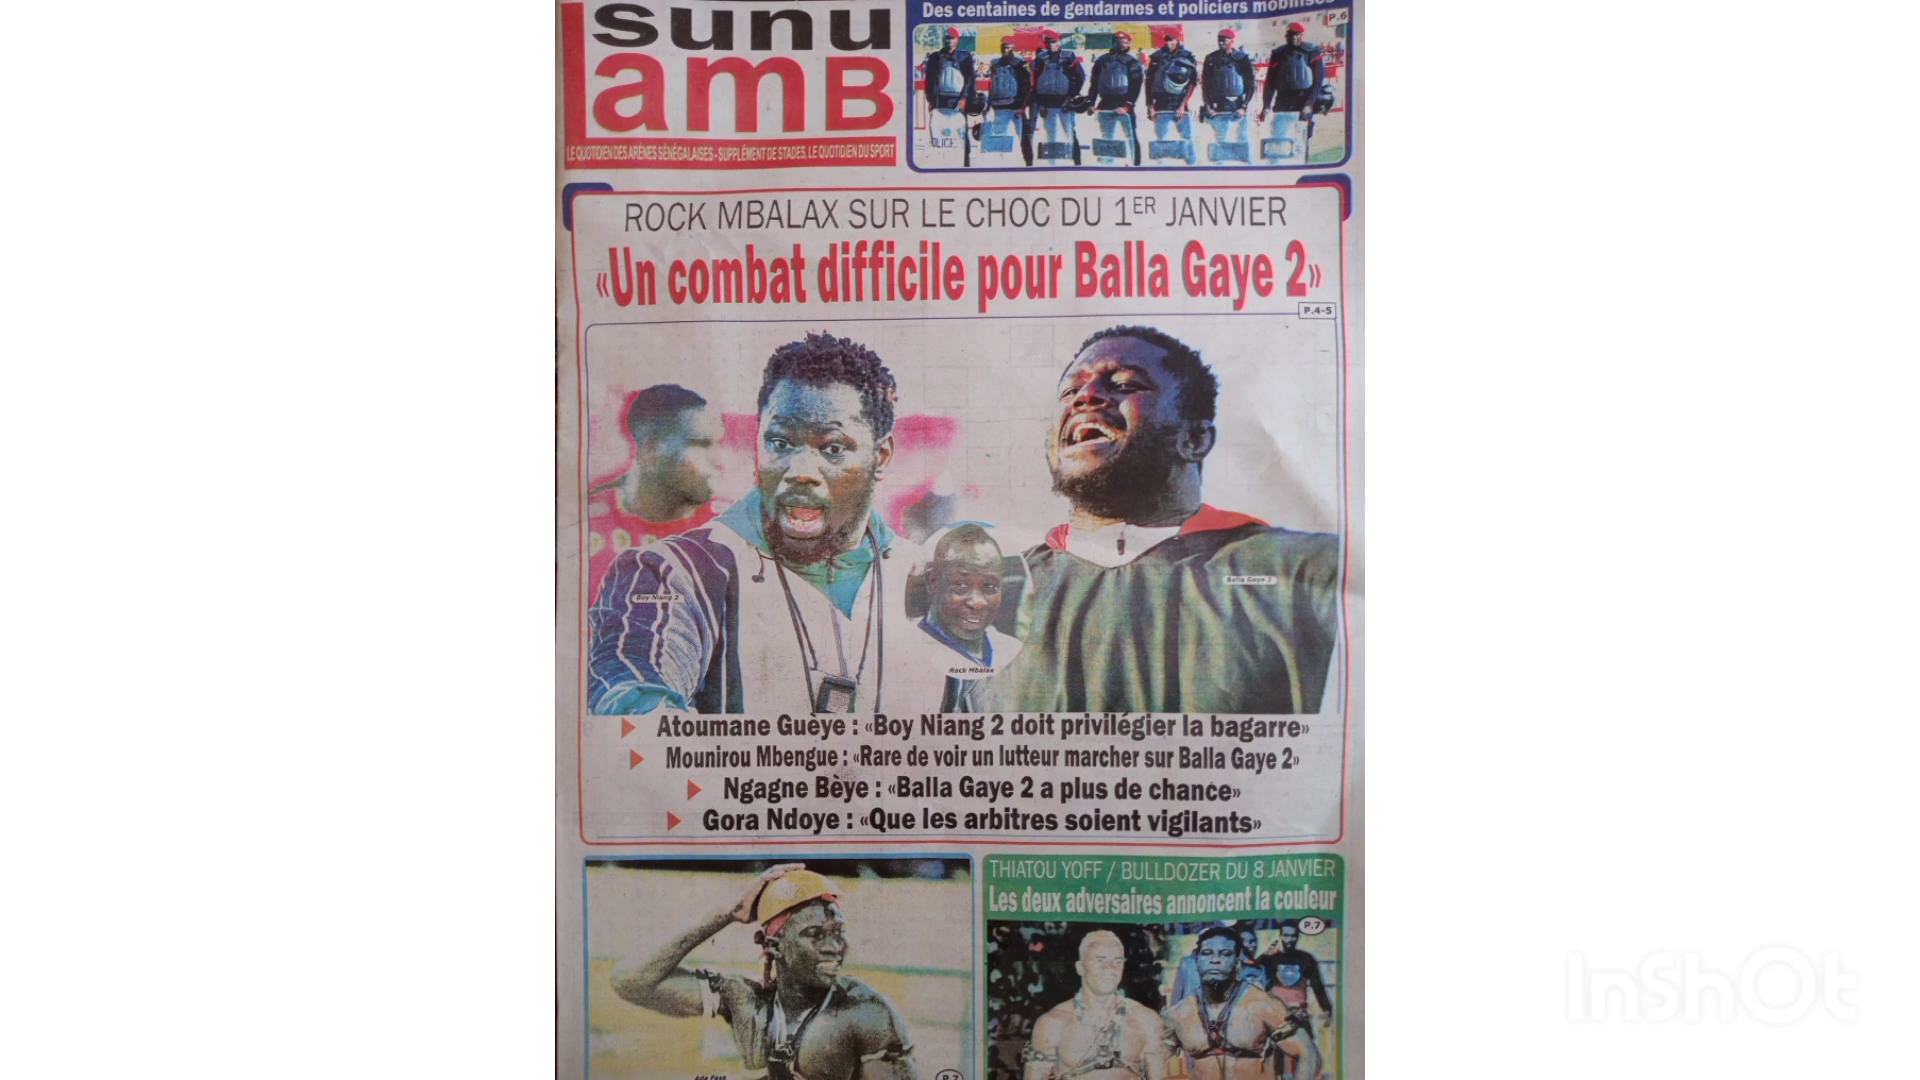 sunu
Lamb
LE QUOTIDIEN DES ARÈNES SÉNÉGALAISES - SUPPLÉMENT DE STADES, LE QUOTIDIEN DU SPORT
Des centaines de gendarmes et policiers mobilisés
P.6
POLICE
ROCK MBALAX SUR LE CHOC DU 1ER JANVIER
«Un combat difficile pour Balla Gaye 2»
P.4-5
Boy Niang 2
Balla Gaye 2
Rock Mbalax
Atoumane Guèye : «Boy Niang 2 doit privilégier la bagarre»
Mounirou Mbengue : «Rare de voir un lutteur marcher sur Balla Gaye 2»
Ngagne Bèye : «Balla Gaye 2 a plus de chance»
Gora Ndoye : «Que les arbitres soient vigilants»
THIATOU YOFF / BULLDOZER DU 8 JANVIER
Les deux adversaires annoncent la couleur
P.7
Ada Fass
P.7
InShOt